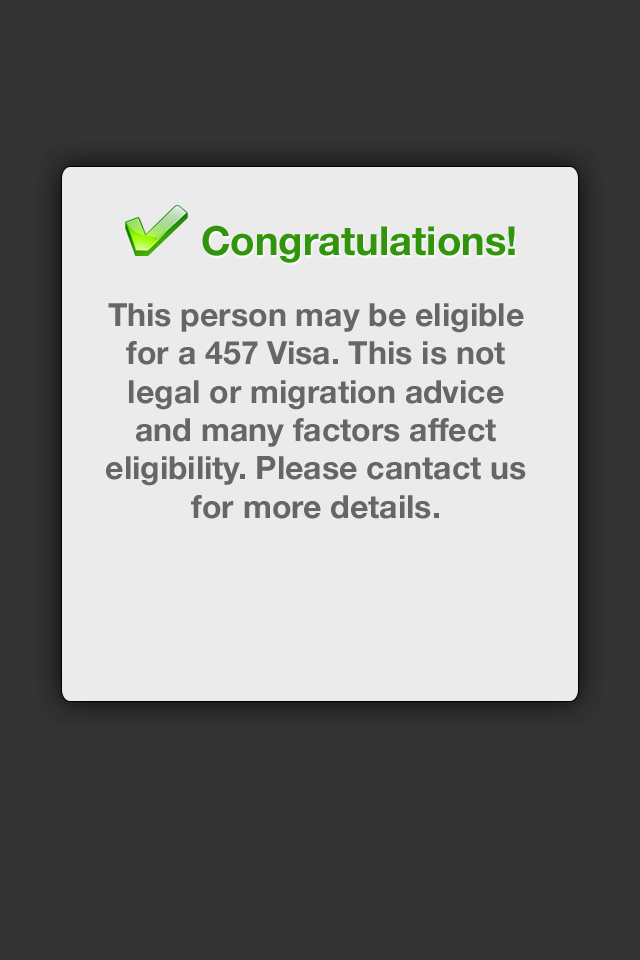 Congratulations!
This person may be eligible
for a 457 Visa. This is not
legal or migration advice
and many factors affect
eligibility. Please cantact us
for more details.